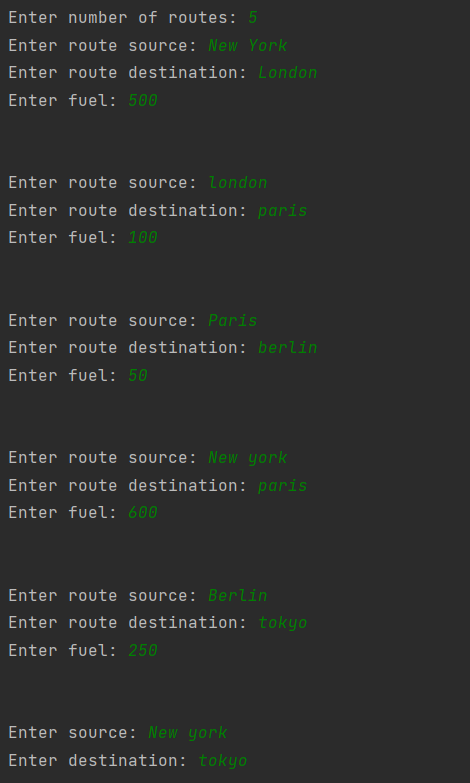 Enter number of routes: 5
Enter route source: New York
Enter route destination: London
Enter fuel: 500
Enter route source: london
Enter route destination: paris
Enter fuel: 100
Enter route source: Paris
Enter route destination: berlin
Enter fuel: 50
Enter route source: New york
Enter route destination: paris
Enter fuel: 600
Enter route source: Berlin
Enter route destination: tokyo
Enter fuel: 250
Enter source: New york
Enter destination: tokyo